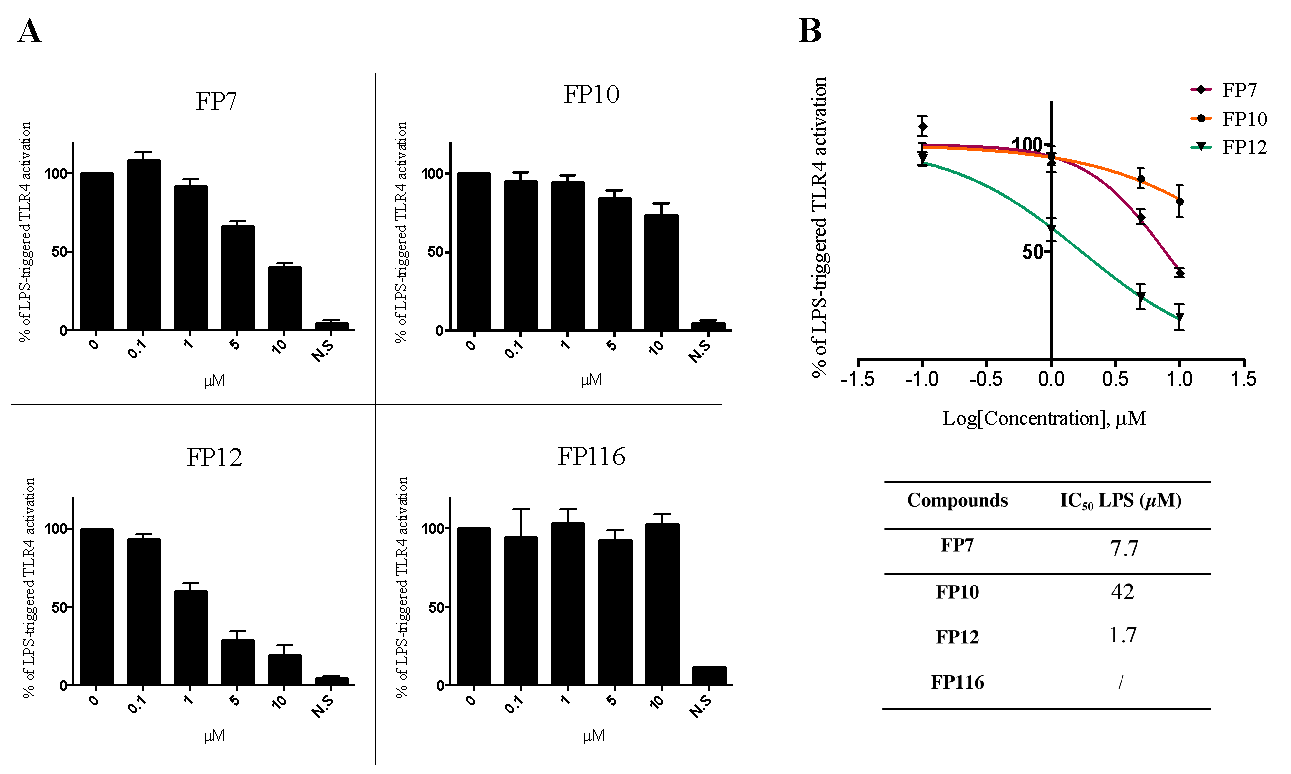 A
FP7
% of LPS-triggered TLR4 activation
100
50
0
0 0.1 1 5 10 N.S
µM
FP10
% of LPS-triggered TLR4 activation
100
50
0
0 0.1 1 5 10 N.S
µM
FP12
% of LPS-triggered TLR4 activation
100
50
0
0 0.1 1 5 10 N.S
µM
FP116
% of LPS-triggered TLR4 activation
100
50
0
0 0.1 1 5 10 N.S
µM
B
% of LPS-triggered TLR4 activation
100
50
FP7
FP10
FP12
-1.5 -1.0 -0.5 0.0 0.5 1.0 1.5
Log[Concentration], µM
Compounds IC50 LPS (µM)
FP7 7.7
FP10 42
FP12 1.7
FP116 /